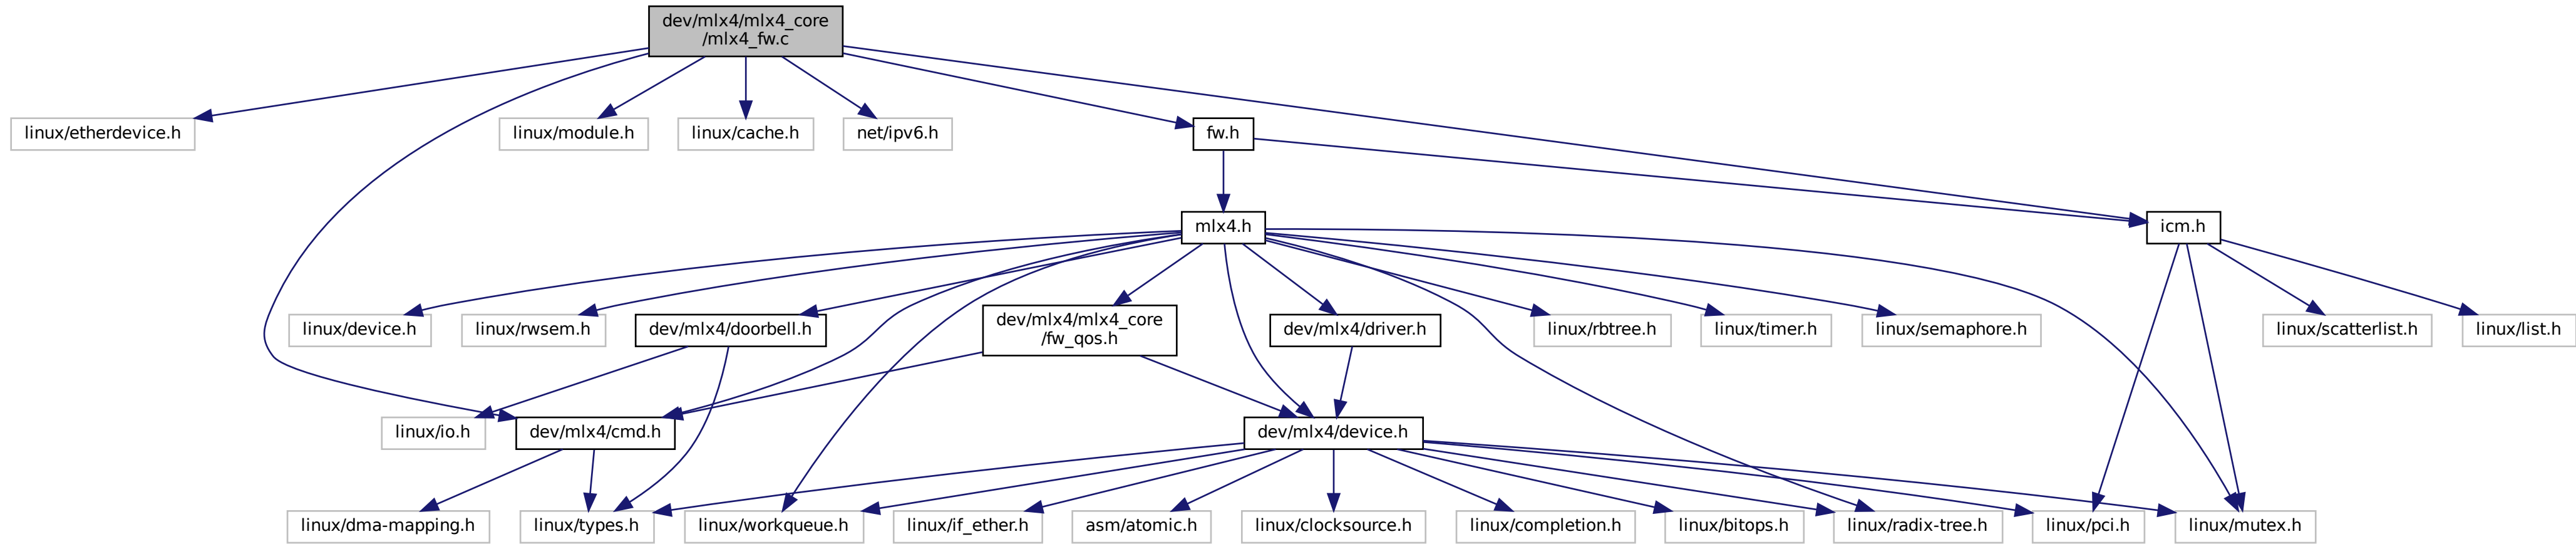 dev/mlx4/mlx4_core
/mlx4_fw.c
linux/etherdevice.h
linux/module.h
linux/cache.h
net/ipv6.h
fw.h
mlx4.h
icm.h
linux/device.h
linux/rwsem.h
dev/mlx4/doorbell.h
dev/mlx4/mlx4_core
/fw_qos.h
dev/mlx4/driver.h
linux/rbtree.h
linux/timer.h
linux/semaphore.h
linux/scatterlist.h
linux/list.h
linux/io.h
dev/mlx4/cmd.h
dev/mlx4/device.h
linux/dma-mapping.h
linux/types.h
linux/workqueue.h
linux/if_ether.h
asm/atomic.h
linux/clocksource.h
linux/completion.h
linux/bitops.h
linux/radix-tree.h
linux/pci.h
linux/mutex.h